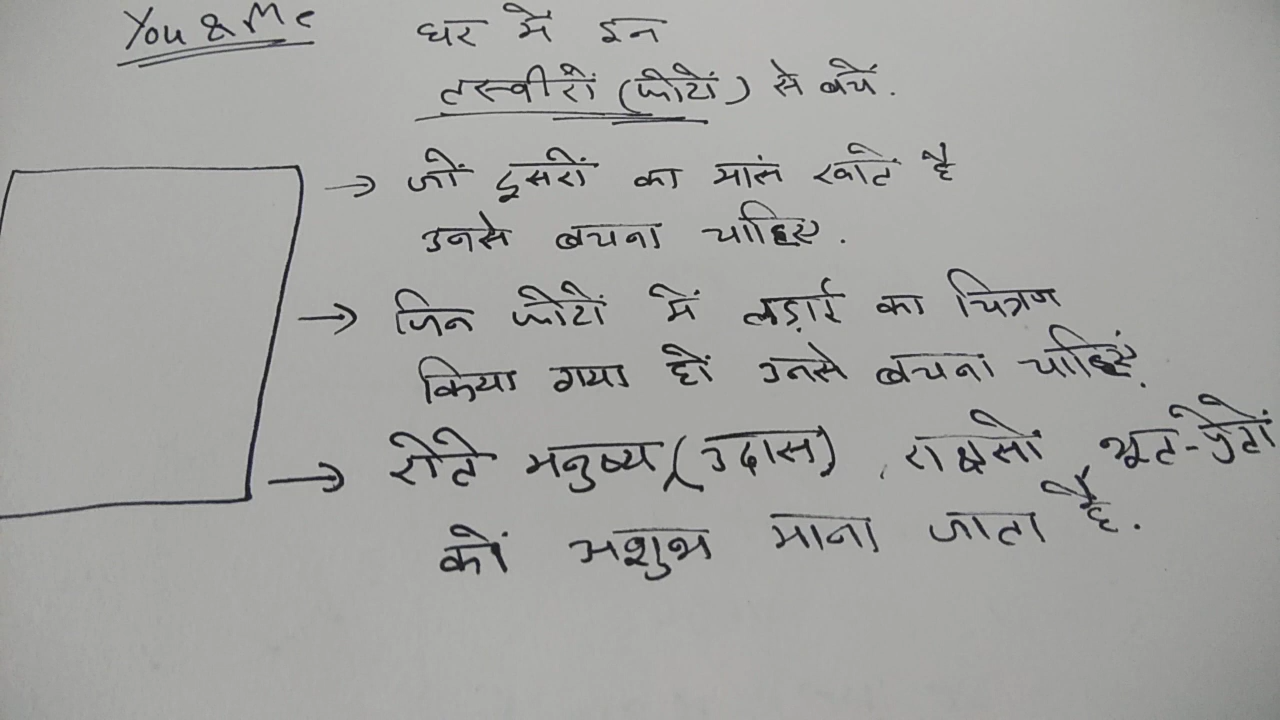 You & Me
घर में इन
तस्वीरों (फोटों) से बचें.
→ जों दूसरों का मासं खातें है
उनसे बचना चाहिए.
→ जिन फोटों में लड़ाई का चित्रण
किया गया हों उनसे बचना चाहिएं.
→ रोते मनुष्य (उदास), राक्षसों, भूत-प्रेतों
कों अशुभ माना जाता है.